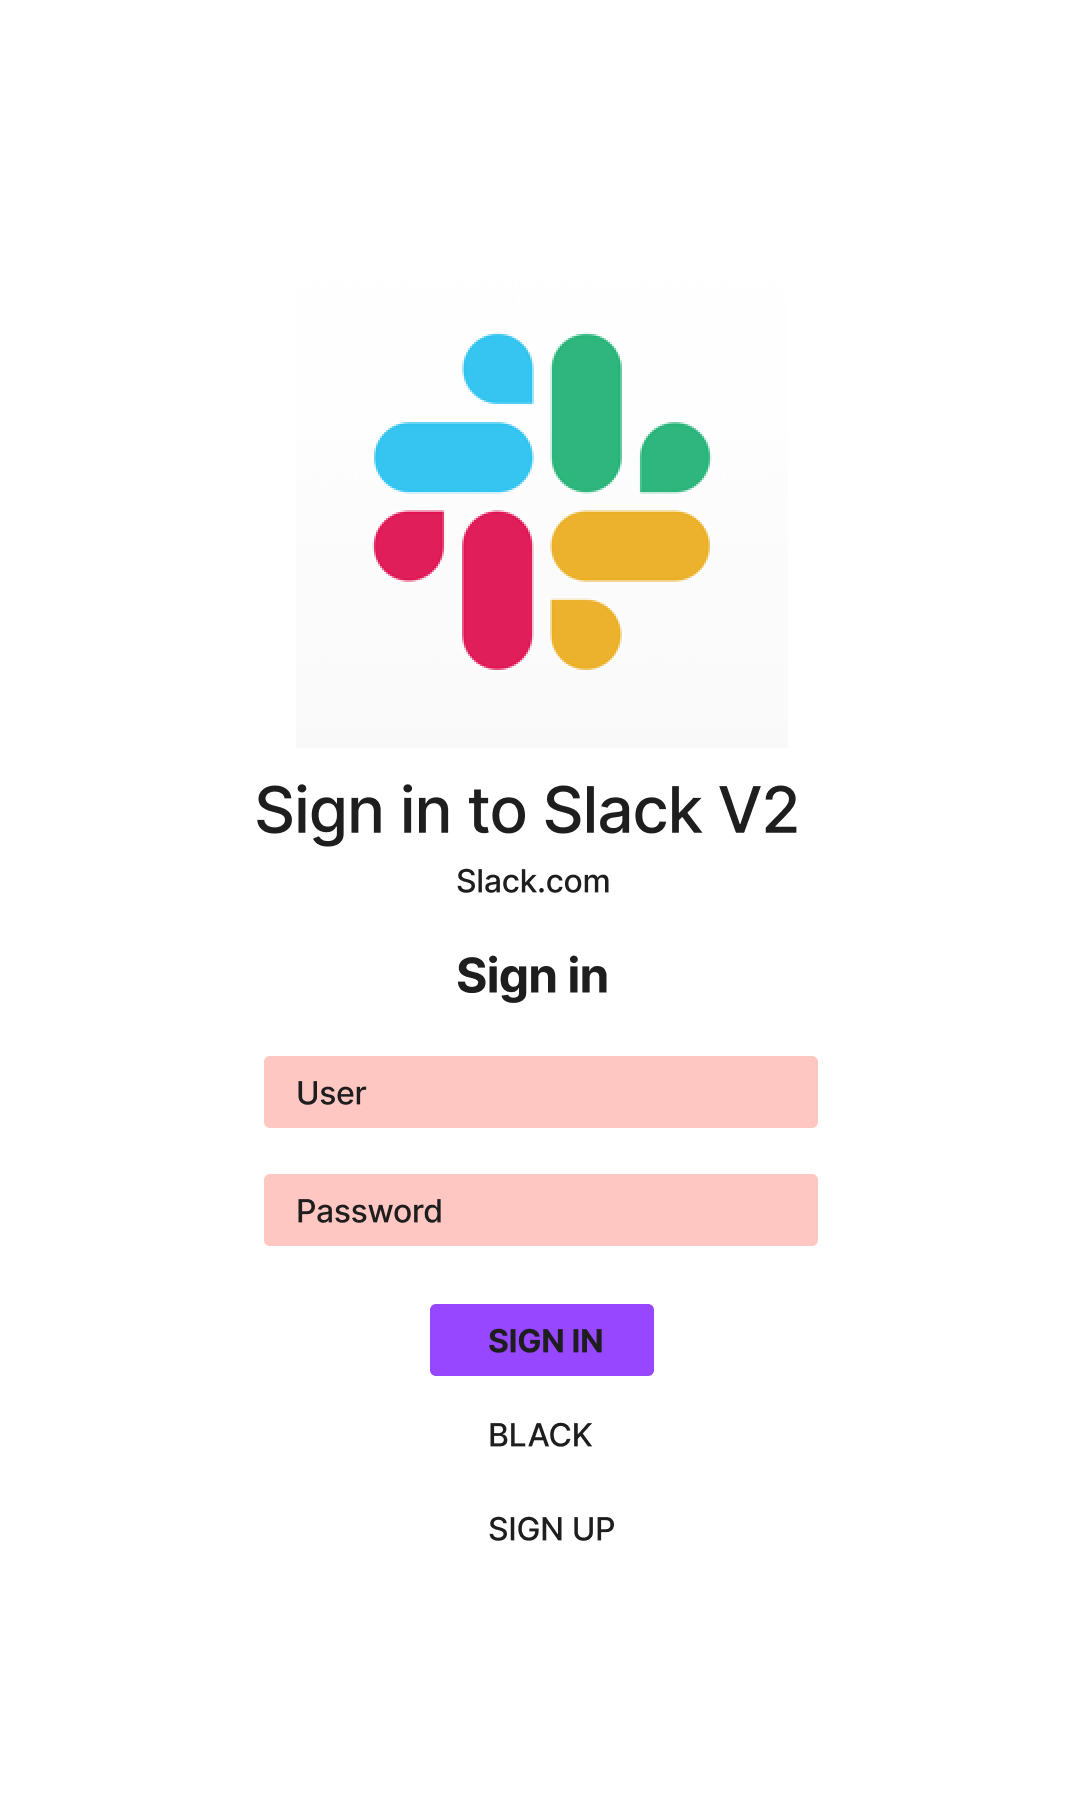 Sign in to Slack V2
Slack.com
Sign in
User
Password
SIGN IN
BLACK
SIGN UP